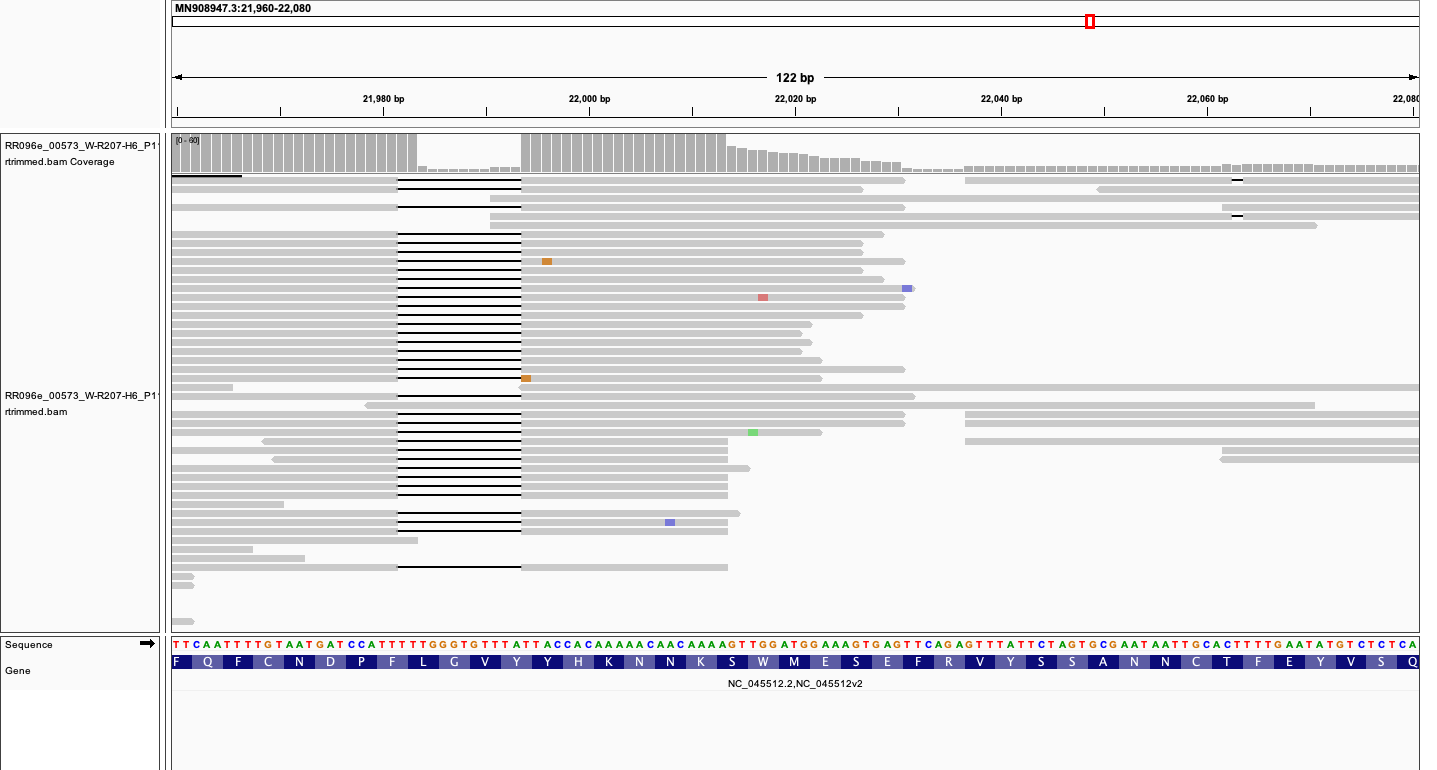 MN908947.3:21,960-22,080
122 bp
21,980 bp 22,000 bp 22,020 bp 22,040 bp 22,060 bp 22,080
RR096e_00573_W-R207-H6_P1
rtrimmed.bam Coverage
[0 - 60]
RR096e_00573_W-R207-H6_P1
rtrimmed.bam
Sequence
TTCAATTTTGTAATGATCCATTTTTGGGTGTTTATTACCACAAAAACAACAAAAGTTGGATGGAAAGTGAGTTCAGAGTTTATTCTAGTGCGAATAATTGCACTTTTGAATATGTCTCTCA
Gene
F Q F C N D P F L G V Y Y H K N N K S W M E S E F R V Y S S A N N C T F E Y V S Q
NC_045512.2,NC_045512v2